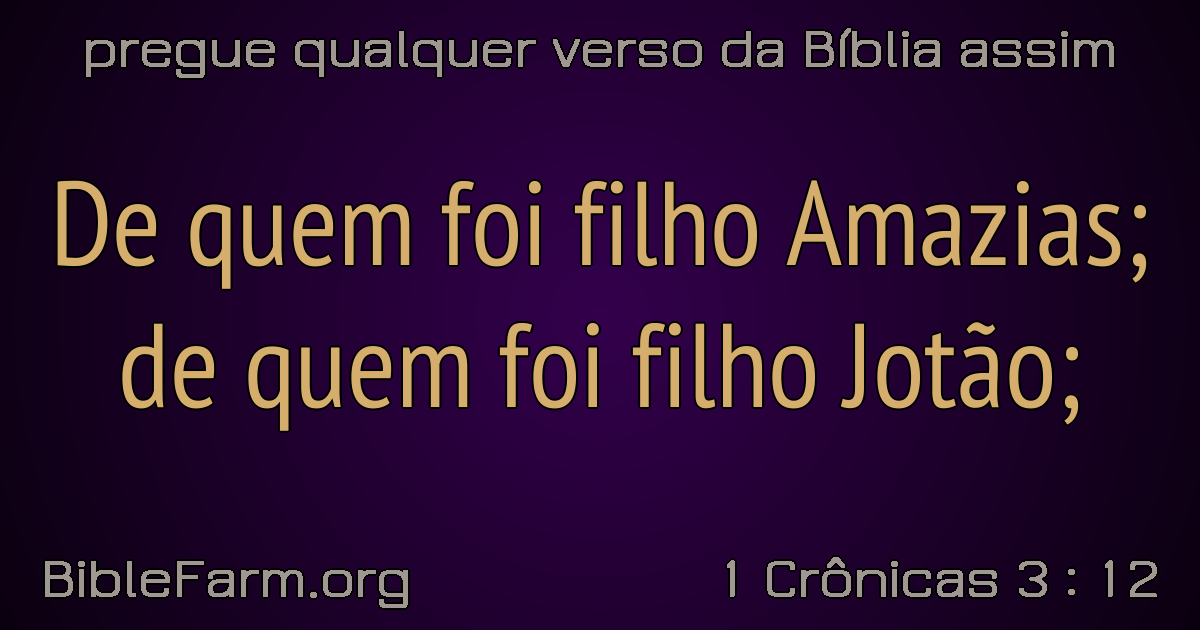 pregue qualquer verso da Bíblia assim
De quem foi filho Amazias;
de quem foi filho Jotão;
BibleFarm.org
1 Crônicas 3 : 12